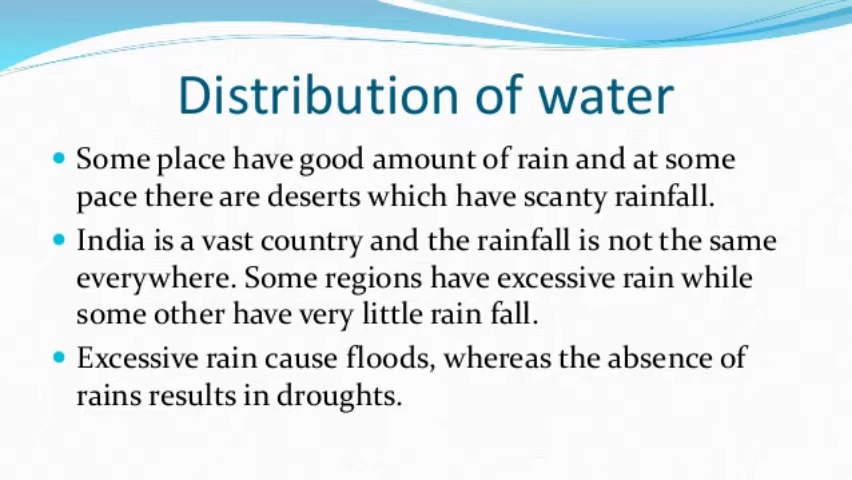 Distribution of water
Some place have good amount of rain and at some
pace there are deserts which have scanty rainfall.
India is a vast country and the rainfall is not the same
everywhere. Some regions have excessive rain while
some other have very little rain fall.
Excessive rain cause floods, whereas the absence of
rains results in droughts.